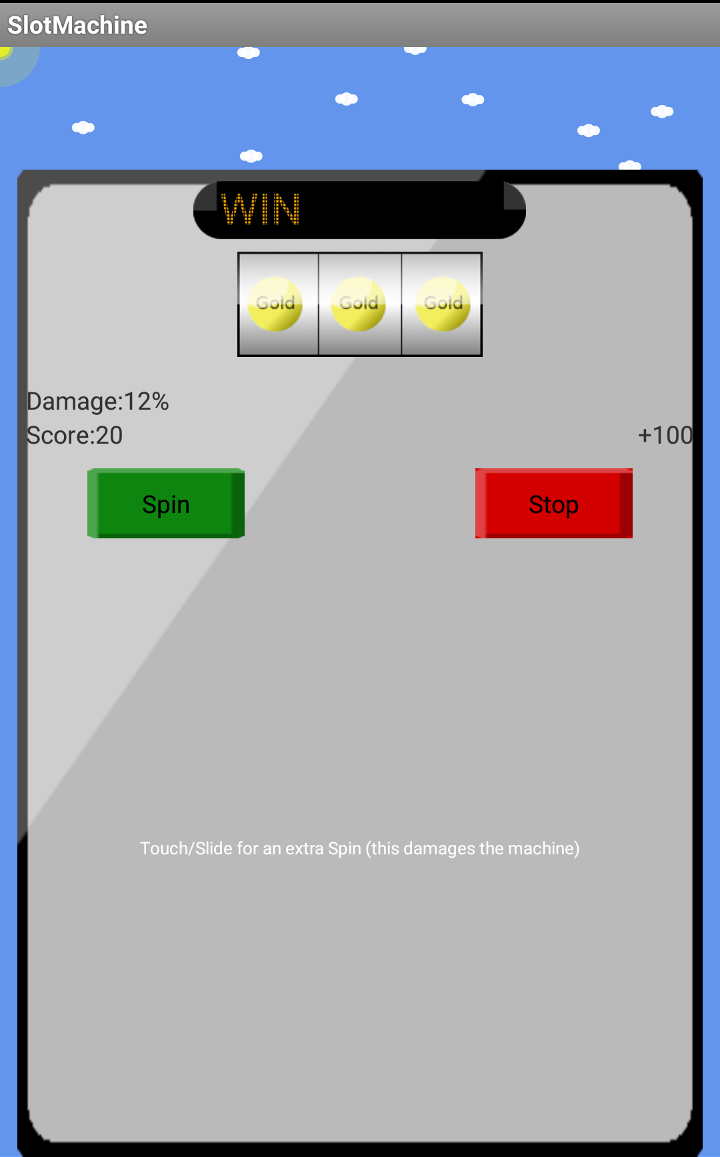 SlotMachine
WIN
Gold Gold Gold
Damage:12%
Score:20 +100
Spin Stop
Touch/Slide for an extra Spin (this damages the machine)